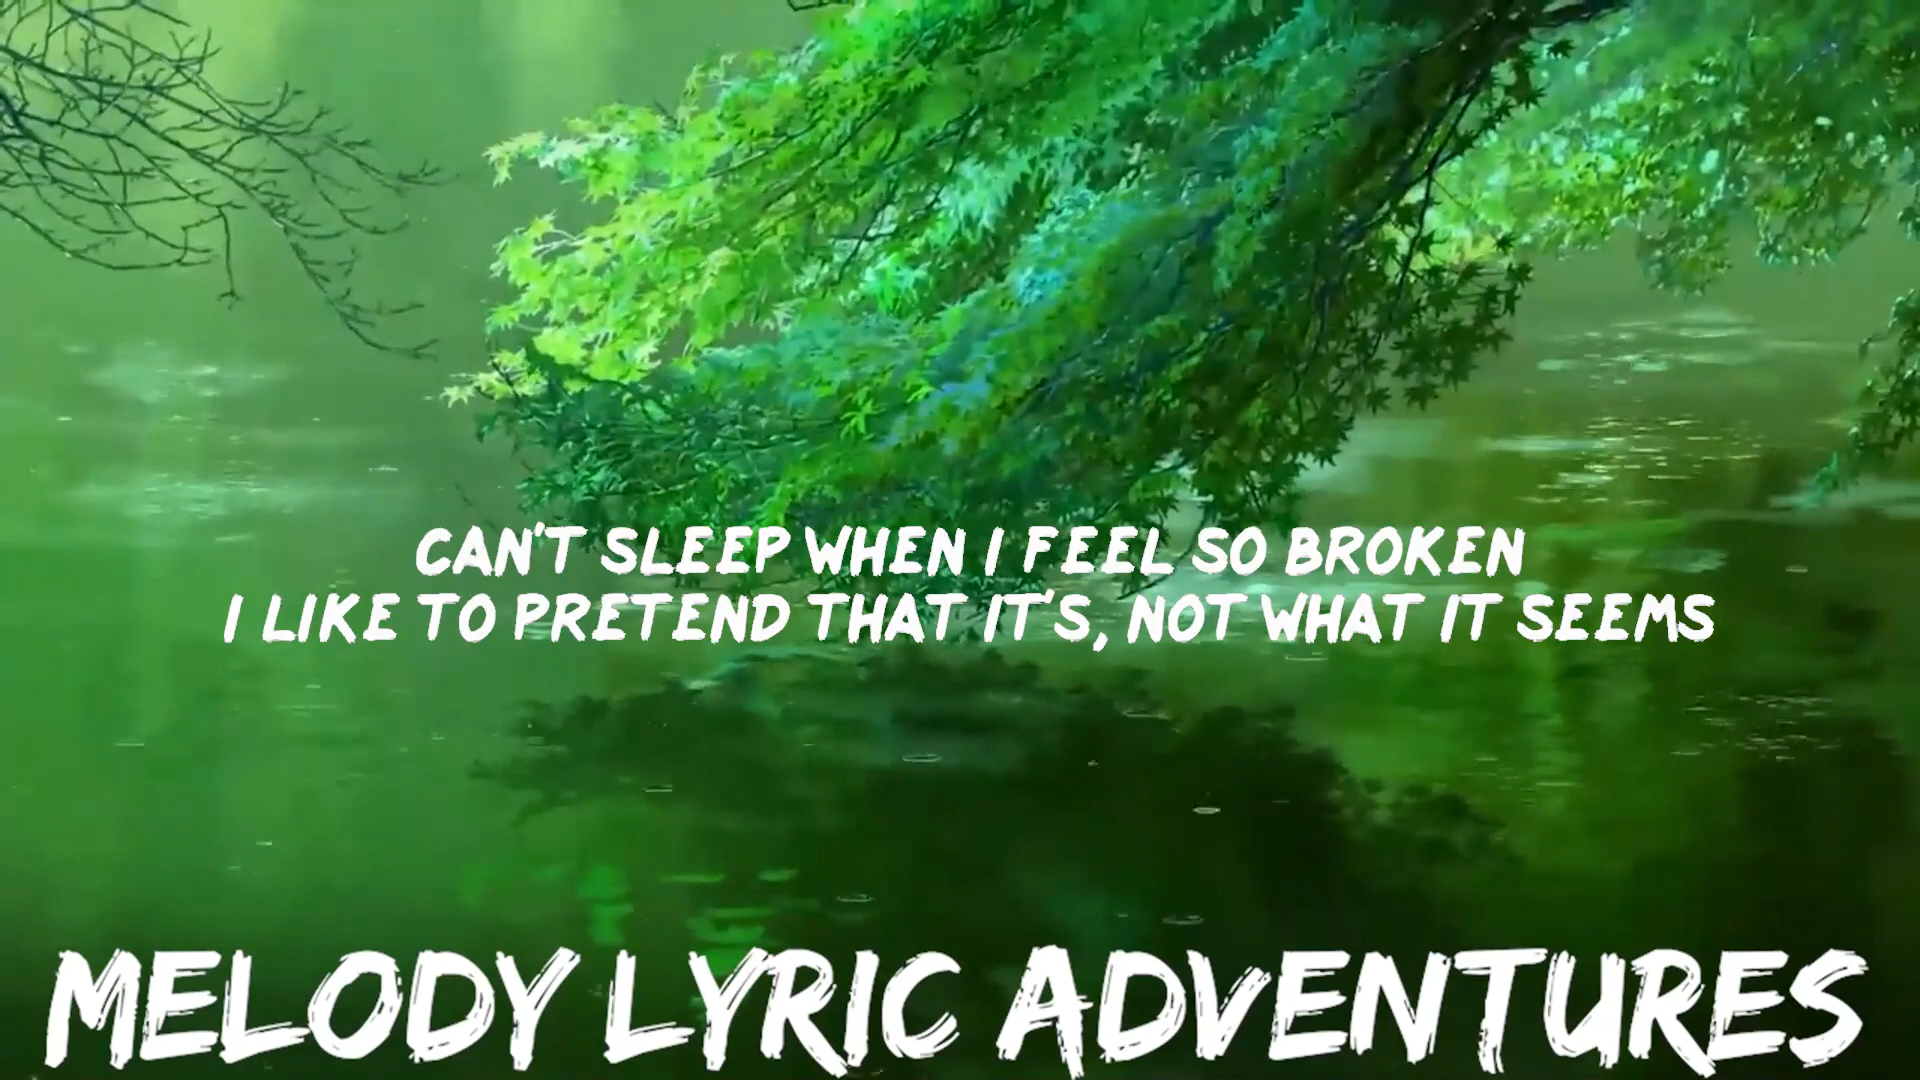 CAN'T SLEEP WHEN I FEEL SO BROKEN
I LIKE TO PRETEND THAT IT'S, NOT WHAT IT SEEMS
MELODY LYRIC ADVENTURES